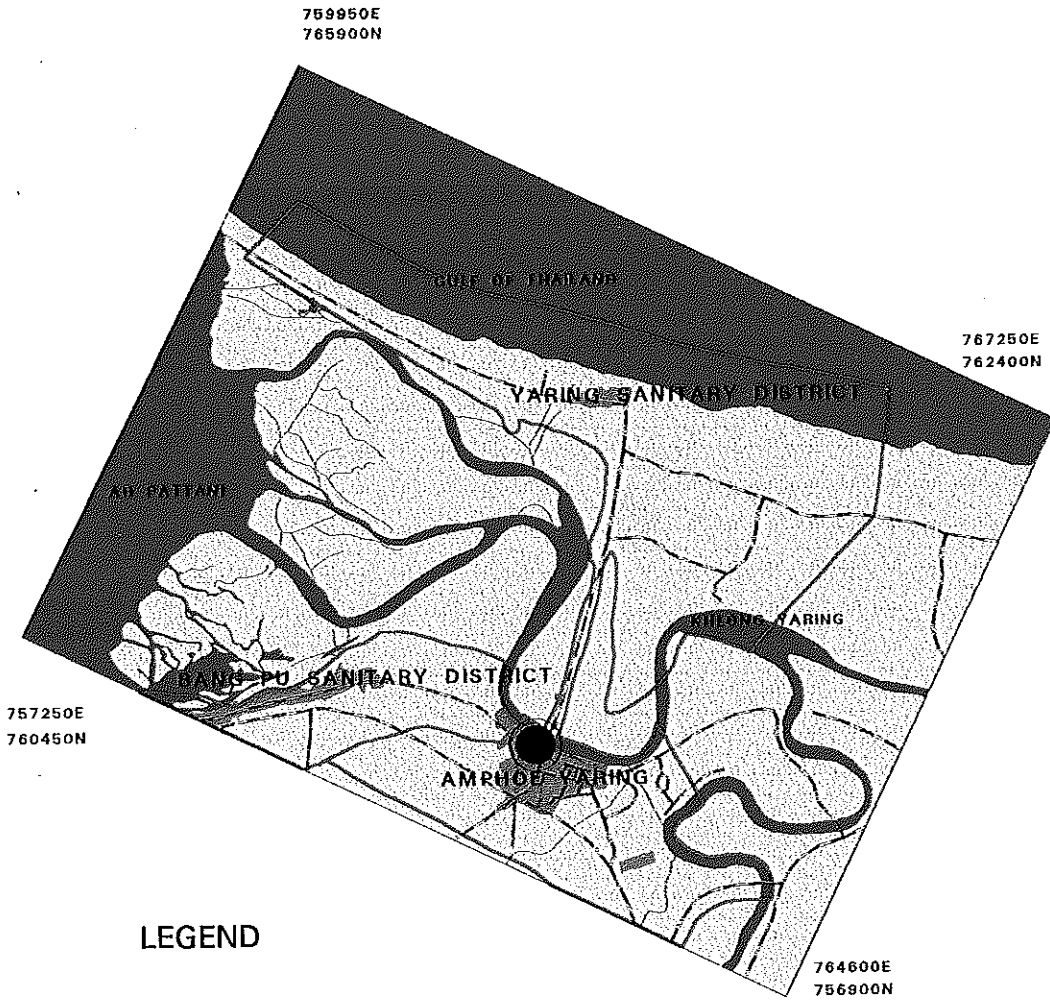 759950E
765900N
GULF OF THAILAND
767250E
762400N
YARING SANITARY DISTRICT
AO PATTANI
KHLONG YARING
BANG PU SANITARY DISTRICT
757250E
760450N
AMPHOE YARING
LEGEND
764600E
756900N